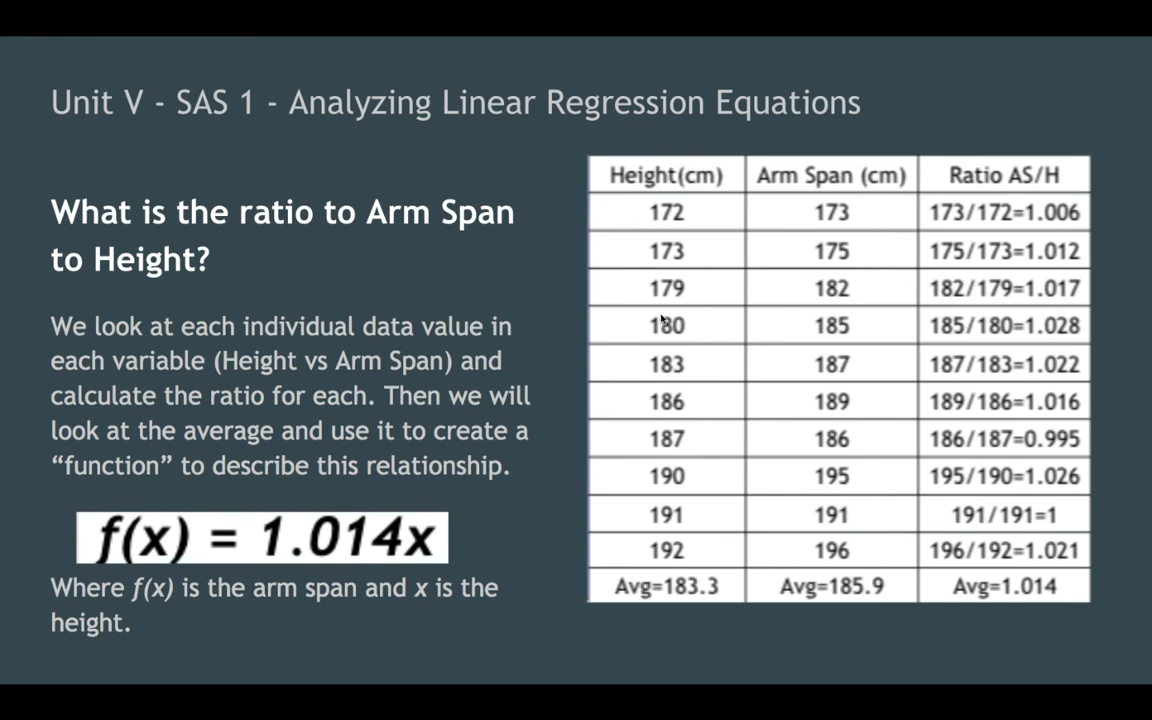 Unit V - SAS 1 - Analyzing Linear Regression Equations
What is the ratio to Arm Span
to Height?
We look at each individual data value in
each variable (Height vs Arm Span) and
calculate the ratio for each. Then we will
look at the average and use it to create a
“function” to describe this relationship.
f(x) = 1.014x
Where f(x) is the arm span and x is the
height.
Height(cm) Arm Span (cm) Ratio AS/H
172 173 173/172=1.006
173 175 175/173=1.012
179 182 182/179=1.017
180 185 185/180=1.028
183 187 187/183=1.022
186 189 189/186=1.016
187 186 186/187=0.995
190 195 195/190=1.026
191 191 191/191=1
192 196 196/192=1.021
Avg=183.3 Avg=185.9 Avg=1.014